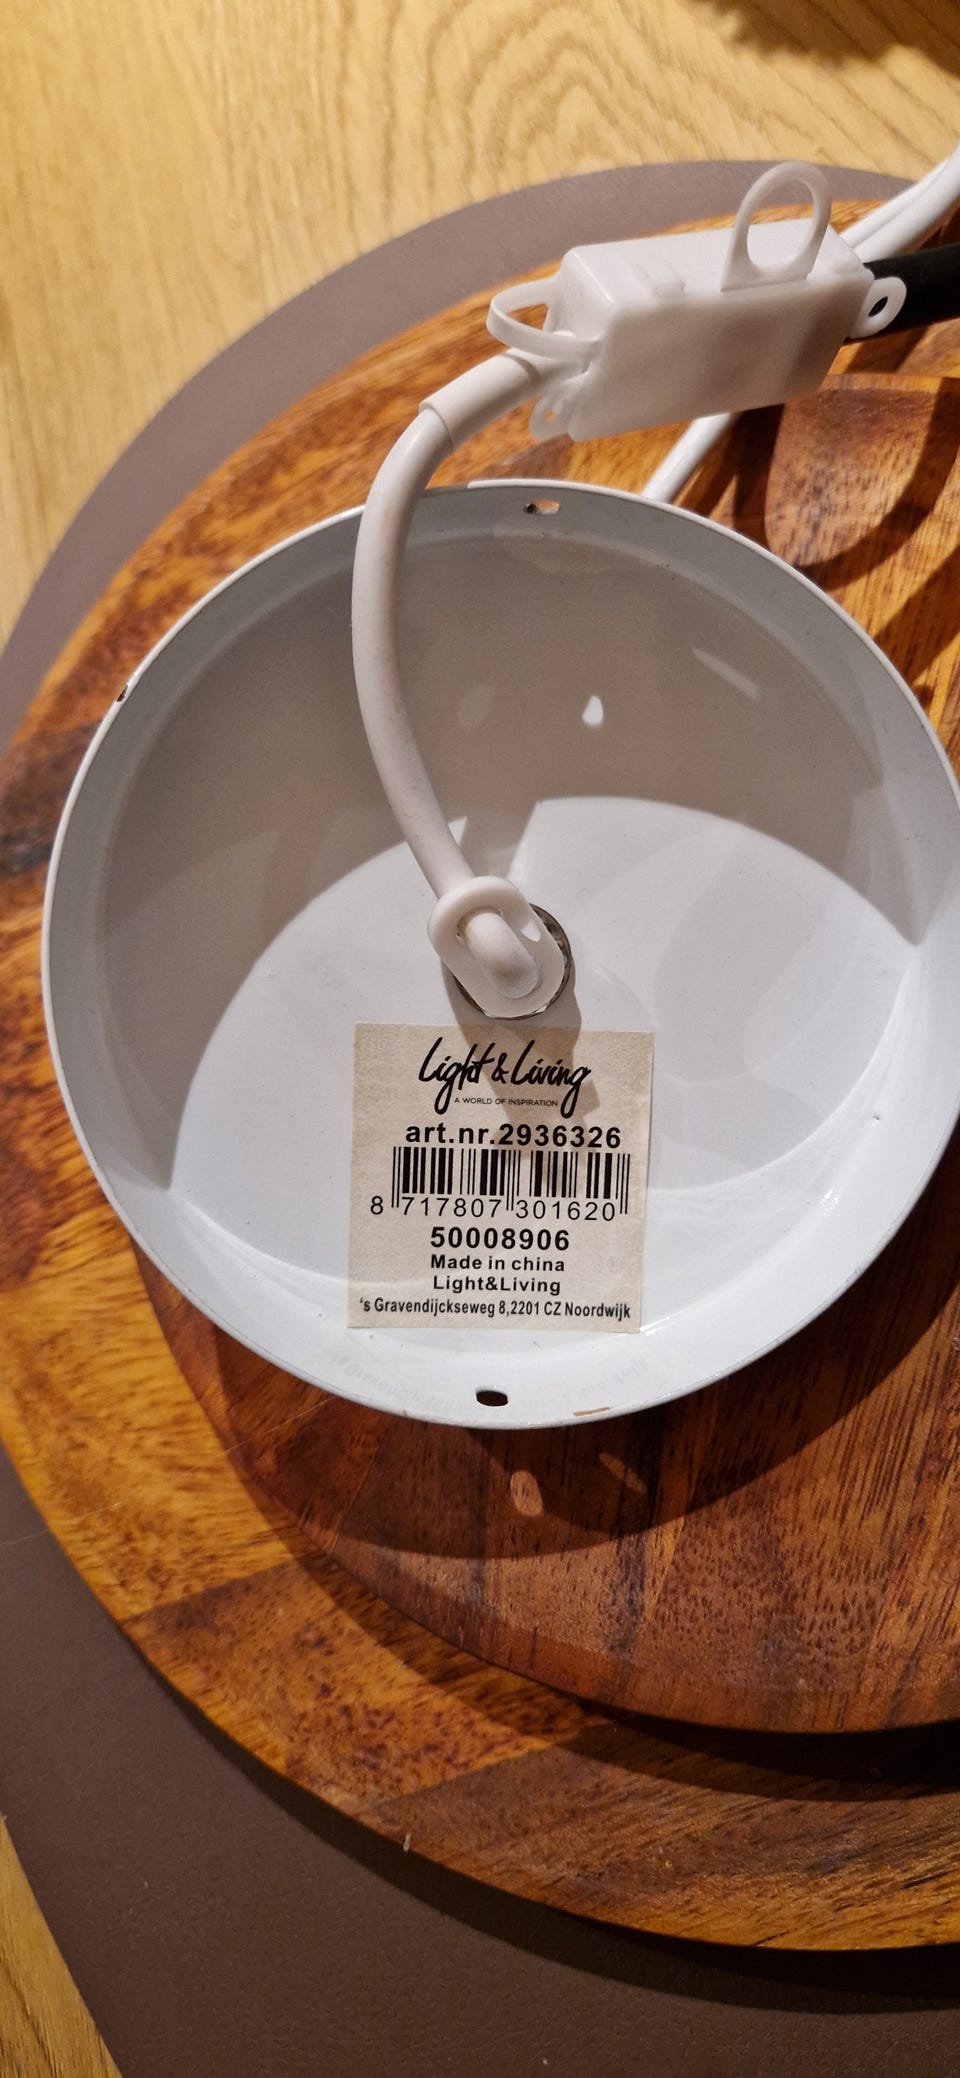 Light & Living
A WORLD OF INSPIRATION
art.nr.2936326
8 717807 301620
50008906
Made in china
Light&Living
's Gravendijckseweg 8,2201 CZ Noordwijk